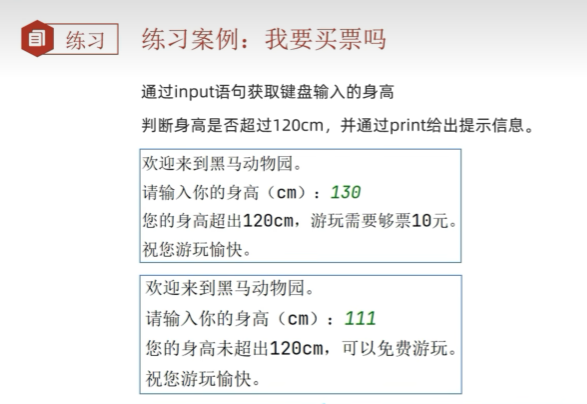 练习
练习案例：我要买票吗
通过input语句获取键盘输入的身高
判断身高是否超过120cm，并通过print给出提示信息。
欢迎来到黑马动物园。
请输入你的身高（cm）：130
您的身高超出120cm，游玩需要够票10元。
祝您游玩愉快。
欢迎来到黑马动物园。
请输入你的身高（cm）：111
您的身高未超出120cm，可以免费游玩。
祝您游玩愉快。